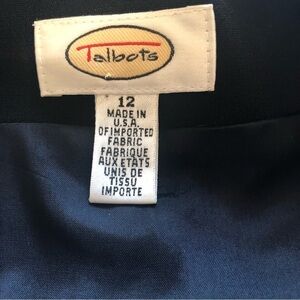 Talbots
12
MADE IN
U.S.A.
OF IMPORTED
FABRIC
FABRIQUE
AUX ETATS
UNIS DE
TISSU
IMPORTE